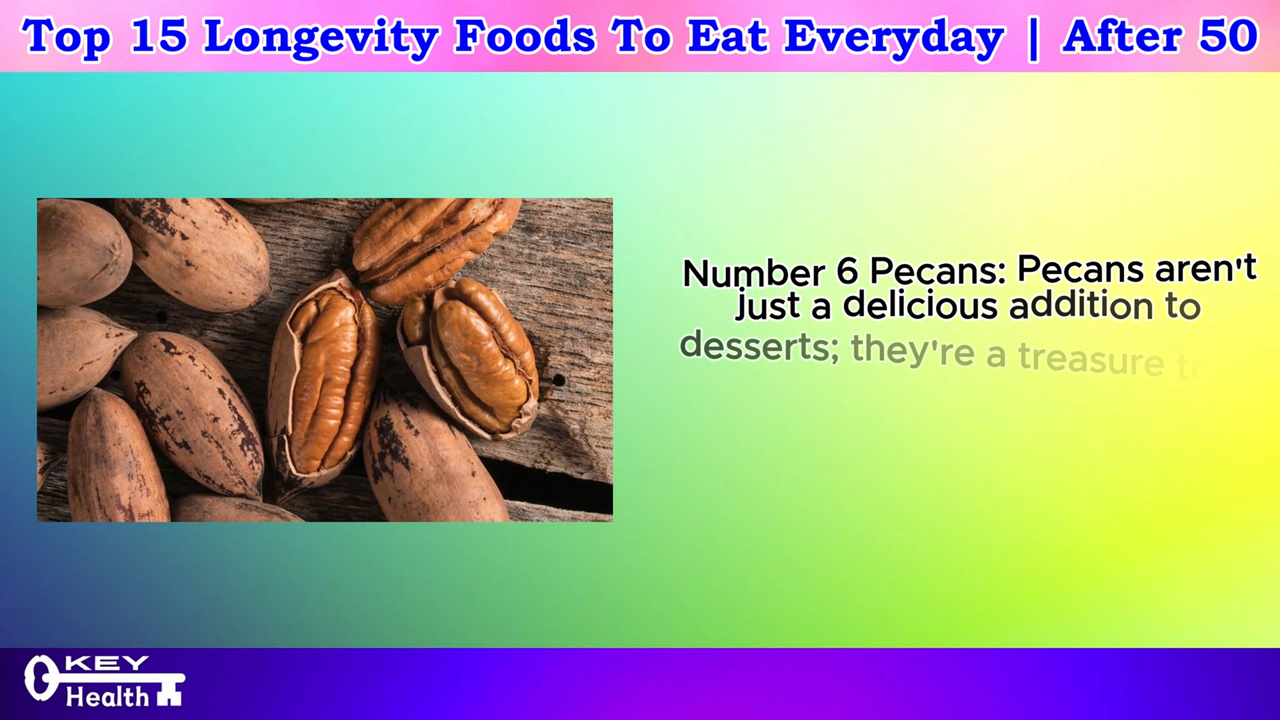 Top 15 Longevity Foods To Eat Everyday | After 50
Number 6 Pecans: Pecans aren't
just a delicious addition to
desserts; they're a treasure
KEY
Health